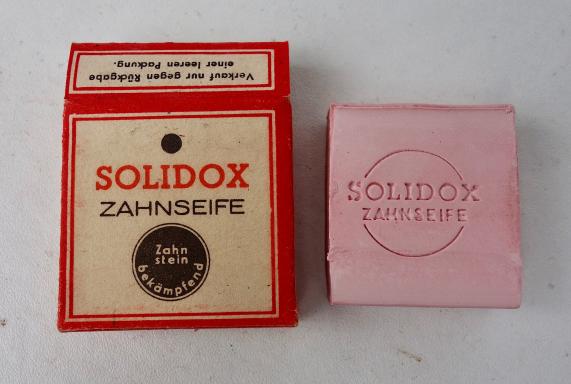 Verkauf nur gegen Rückgabe
einer leeren Packung.
SOLIDOX
ZAHNSEIFE
Zahn
stein
bekämpfend
SOLIDOX
ZAHNSEIFE